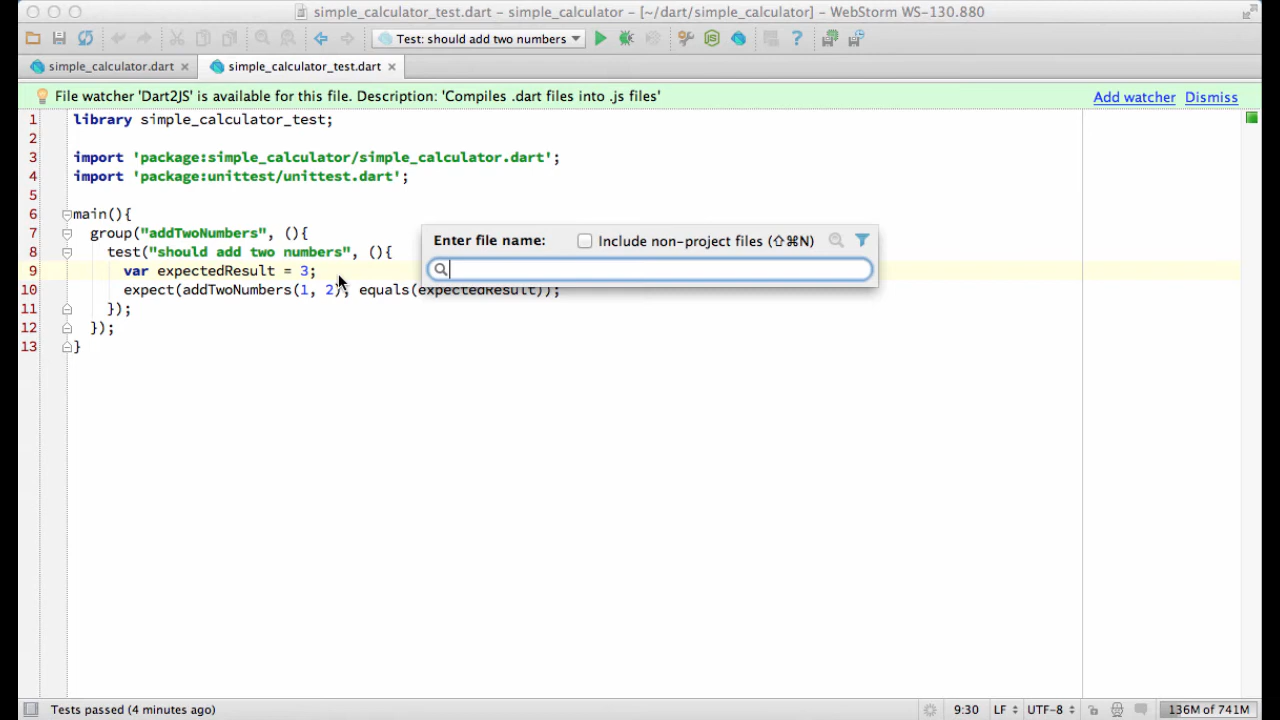 simple_calculator_test.dart – simple_calculator – [~/dart/simple_calculator] – WebStorm WS-130.880
Test: should add two numbers
simple_calculator.dart
simple_calculator_test.dart
File watcher 'Dart2JS' is available for this file. Description: 'Compiles .dart files into .js files'
Add watcher Dismiss
1 library simple_calculator_test;
2
3 import 'package:simple_calculator/simple_calculator.dart';
4 import 'package:unittest/unittest.dart';
5
6 main(){
7 group("addTwoNumbers", (){
8 test("should add two numbers", (){
9 var expectedResult = 3;
10 expect(addTwoNumbers(1, 2), equals(expectedResult));
11 });
12 });
13 }
Enter file name: Include non-project files (⇧⌘N)
Tests passed (4 minutes ago)
9:30 LF UTF-8 136M of 741M